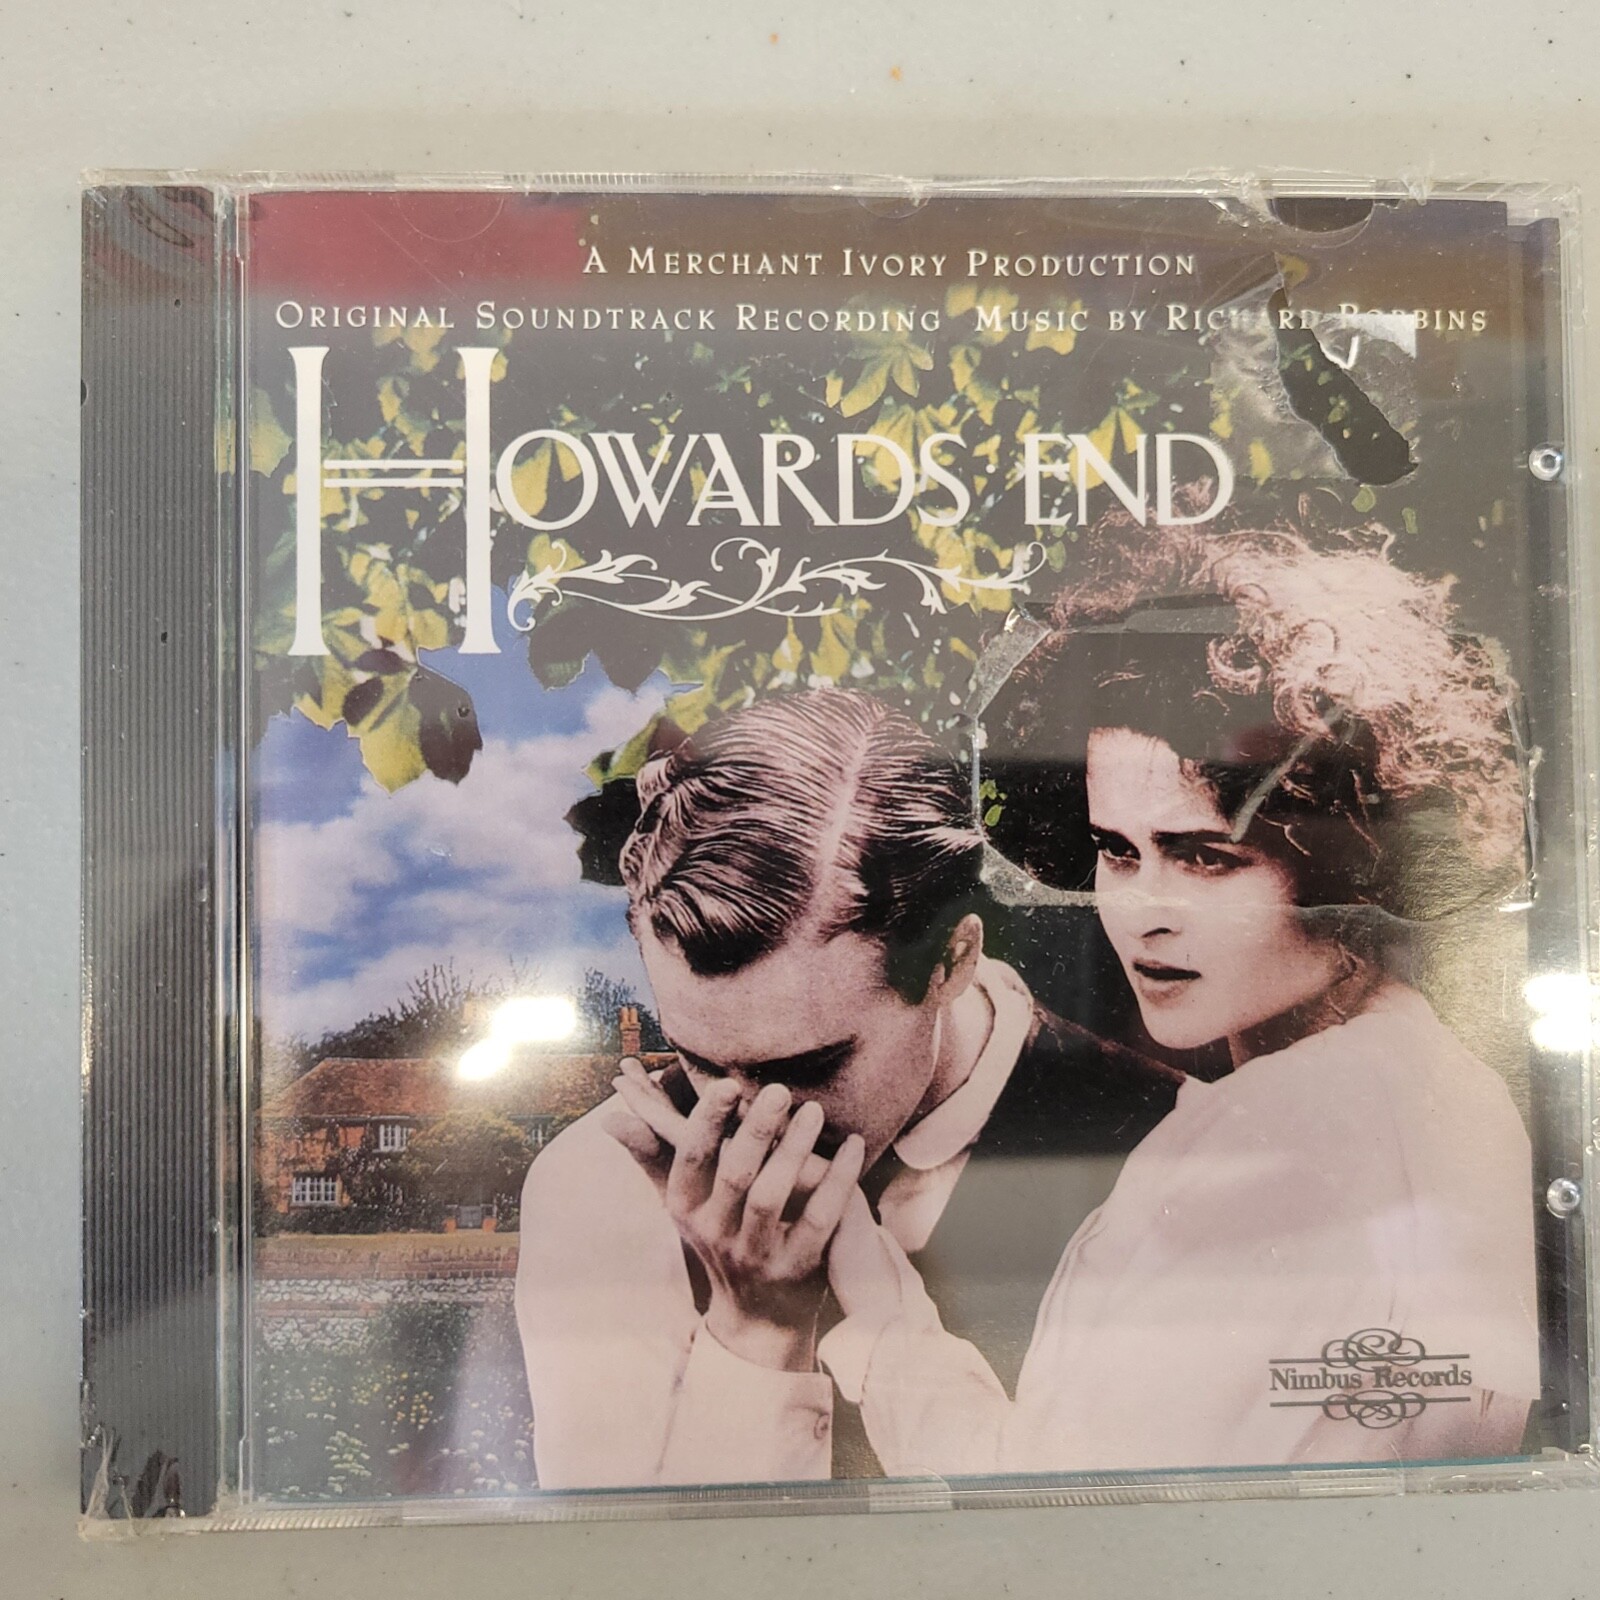 A MERCHANT IVORY PRODUCTION
ORIGINAL SOUNDTRACK RECORDING MUSIC BY RICHARD ROBBINS
HOWARDS END
Nimbus Records